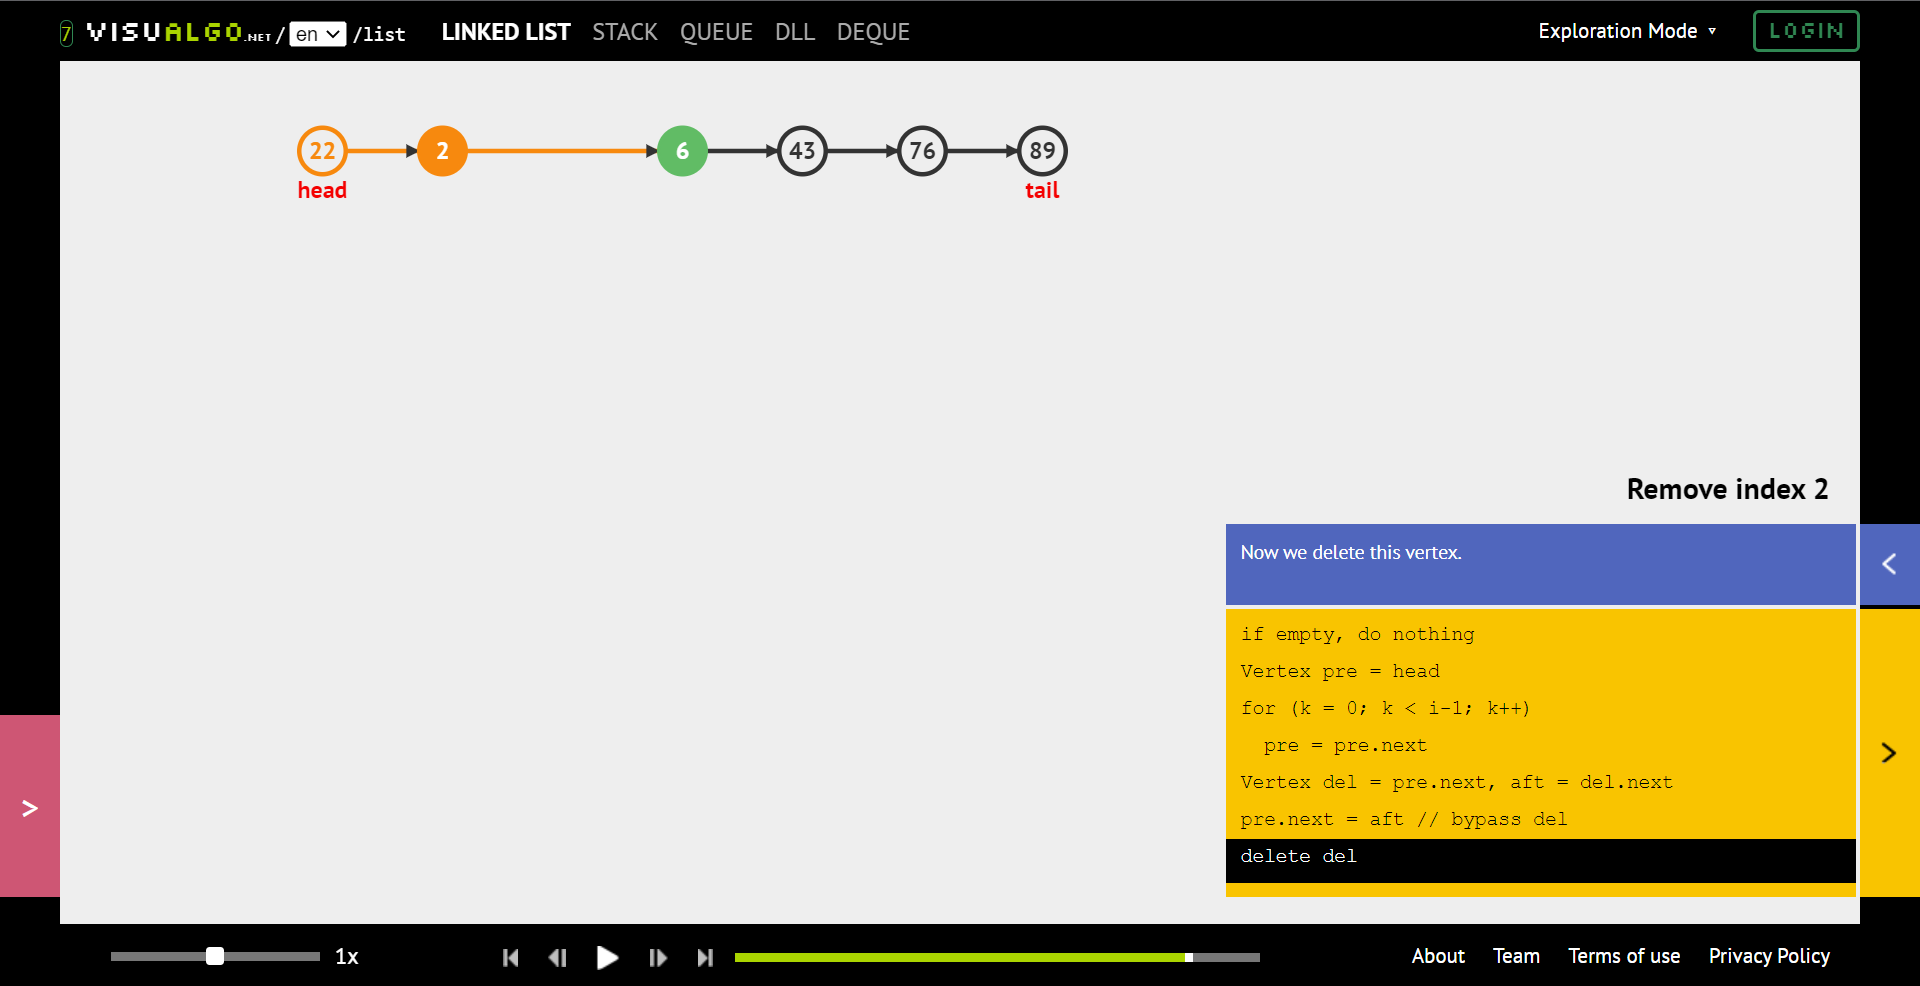 7 VISUALGO.NET / en /list LINKED LIST STACK QUEUE DLL DEQUE Exploration Mode ▾ LOGIN
22 2 6 43 76 89
head tail
Remove index 2
Now we delete this vertex.
if empty, do nothing
Vertex pre = head
for (k = 0; k < i-1; k++)
pre = pre.next
Vertex del = pre.next, aft = del.next
pre.next = aft // bypass del
delete del
1x About Team Terms of use Privacy Policy